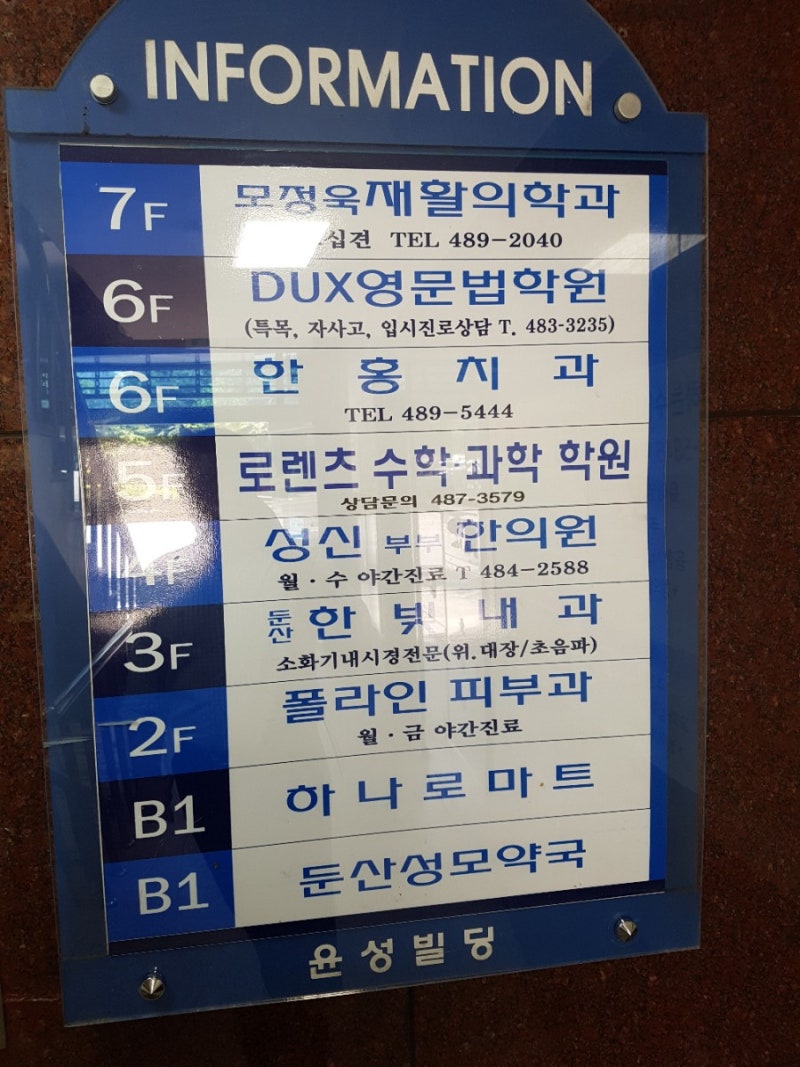 INFORMATION
7F 모정욱재활의학과
십견 TEL 489-2040
6F DUX영문법학원
(특목, 자사고, 입시진로상담 T. 483-3235)
6F 한홍치과
TEL 489-5444
5F 로렌츠 수학·과학 학원
상담문의 487-3579
4F 성신 부부 한의원
월·수 야간진료 T 484-2588
3F 둔산 한빛내과
소화기내시경전문(위.대장/초음파)
2F 폴라인 피부과
월·금 야간진료
B1 하나로마트
B1 둔산성모약국
윤성빌딩